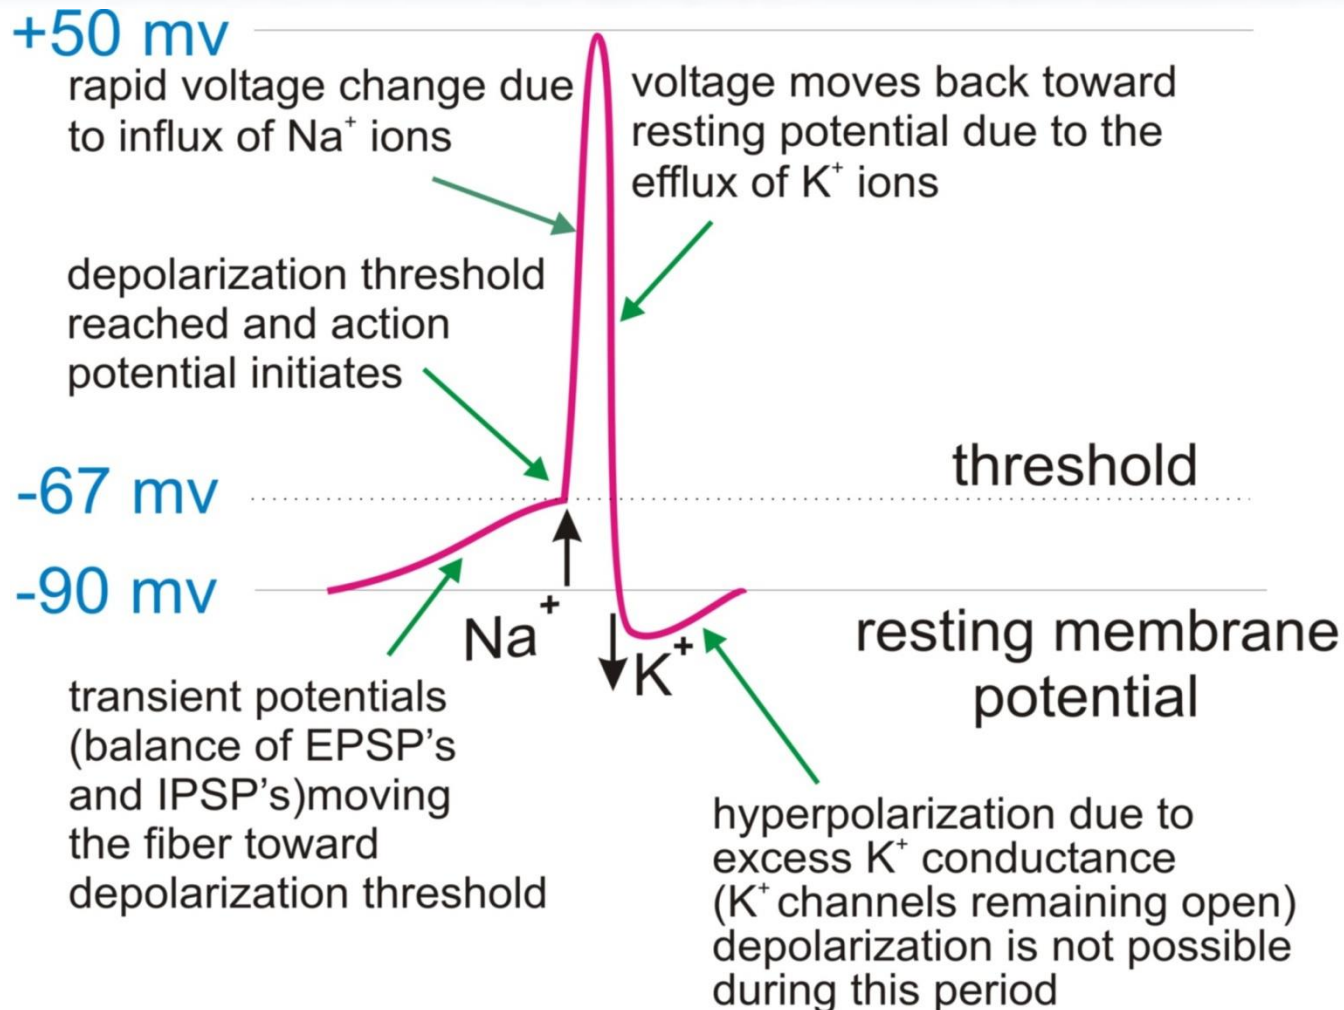 +50 mv
rapid voltage change due
to influx of Na⁺ ions
voltage moves back toward
resting potential due to the
efflux of K⁺ ions
depolarization threshold
reached and action
potential initiates
threshold
-67 mv
-90 mv
Na⁺
K⁺
resting membrane
potential
transient potentials
(balance of EPSP’s
and IPSP’s)moving
the fiber toward
depolarization threshold
hyperpolarization due to
excess K⁺ conductance
(K⁺ channels remaining open)
depolarization is not possible
during this period